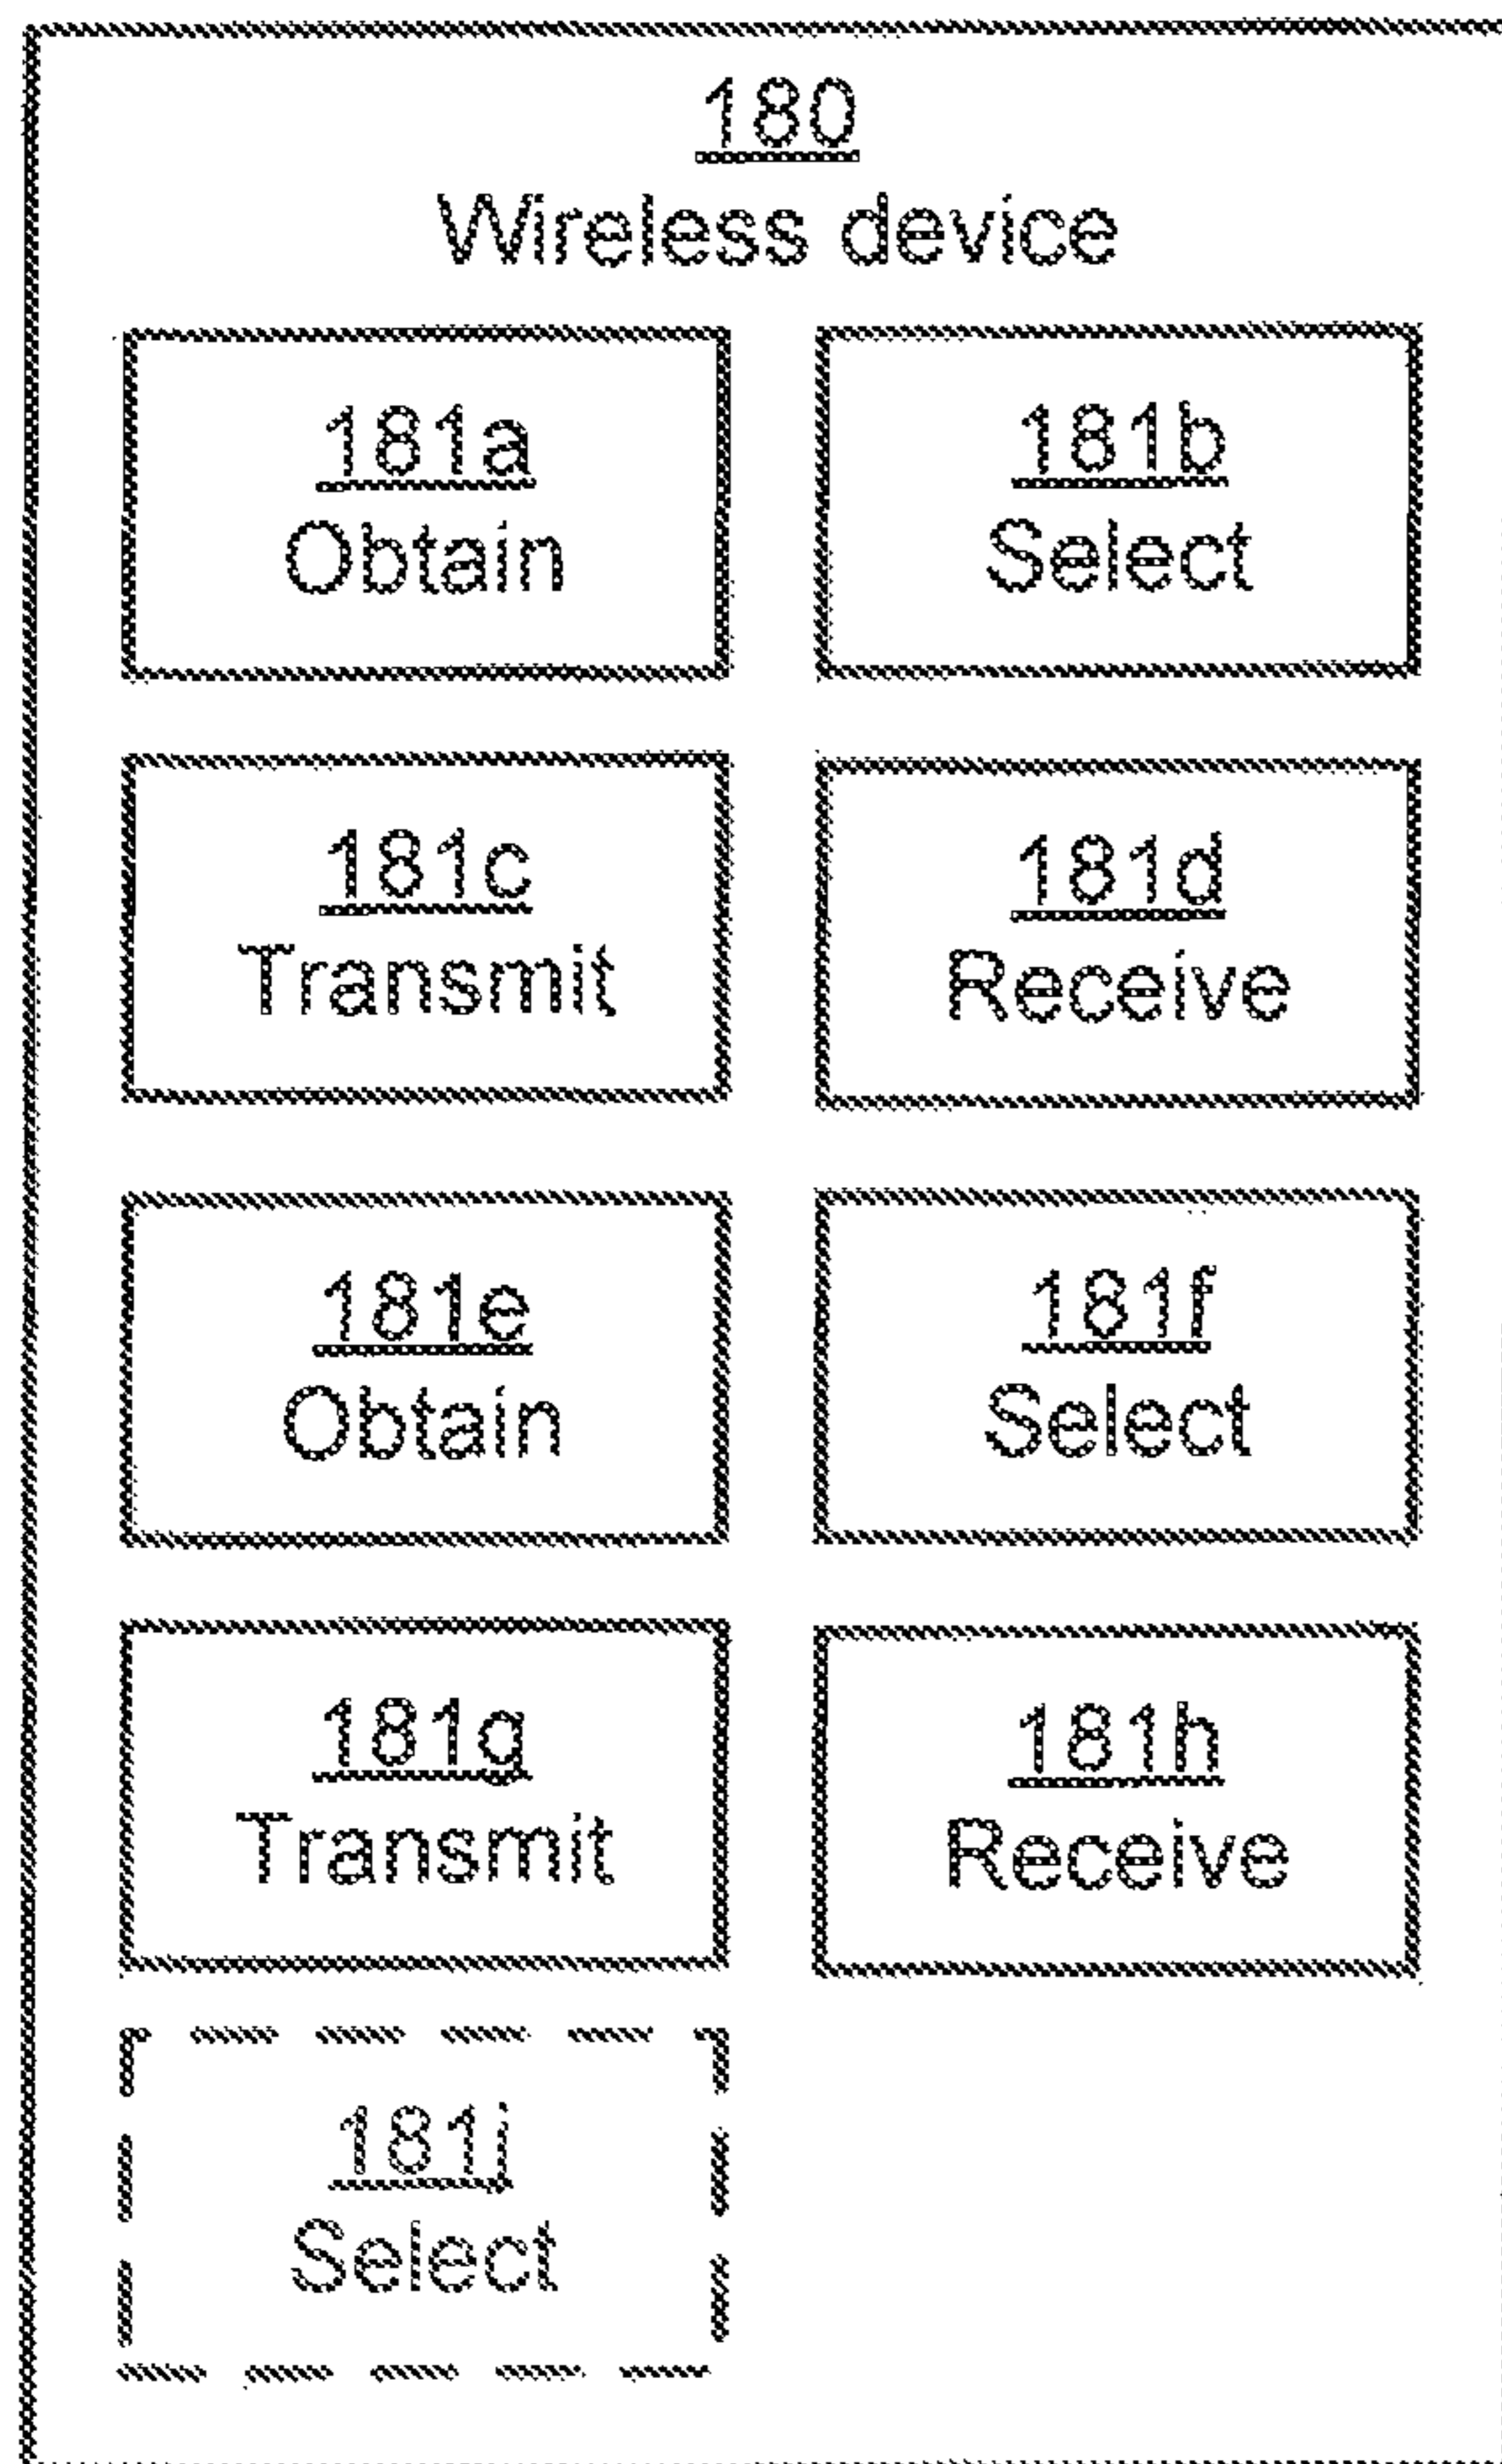 180
Wireless device
181a
Obtain
181b
Select
181c
Transmit
181d
Receive
181e
Obtain
181f
Select
181g
Transmit
181h
Receive
181j
Select